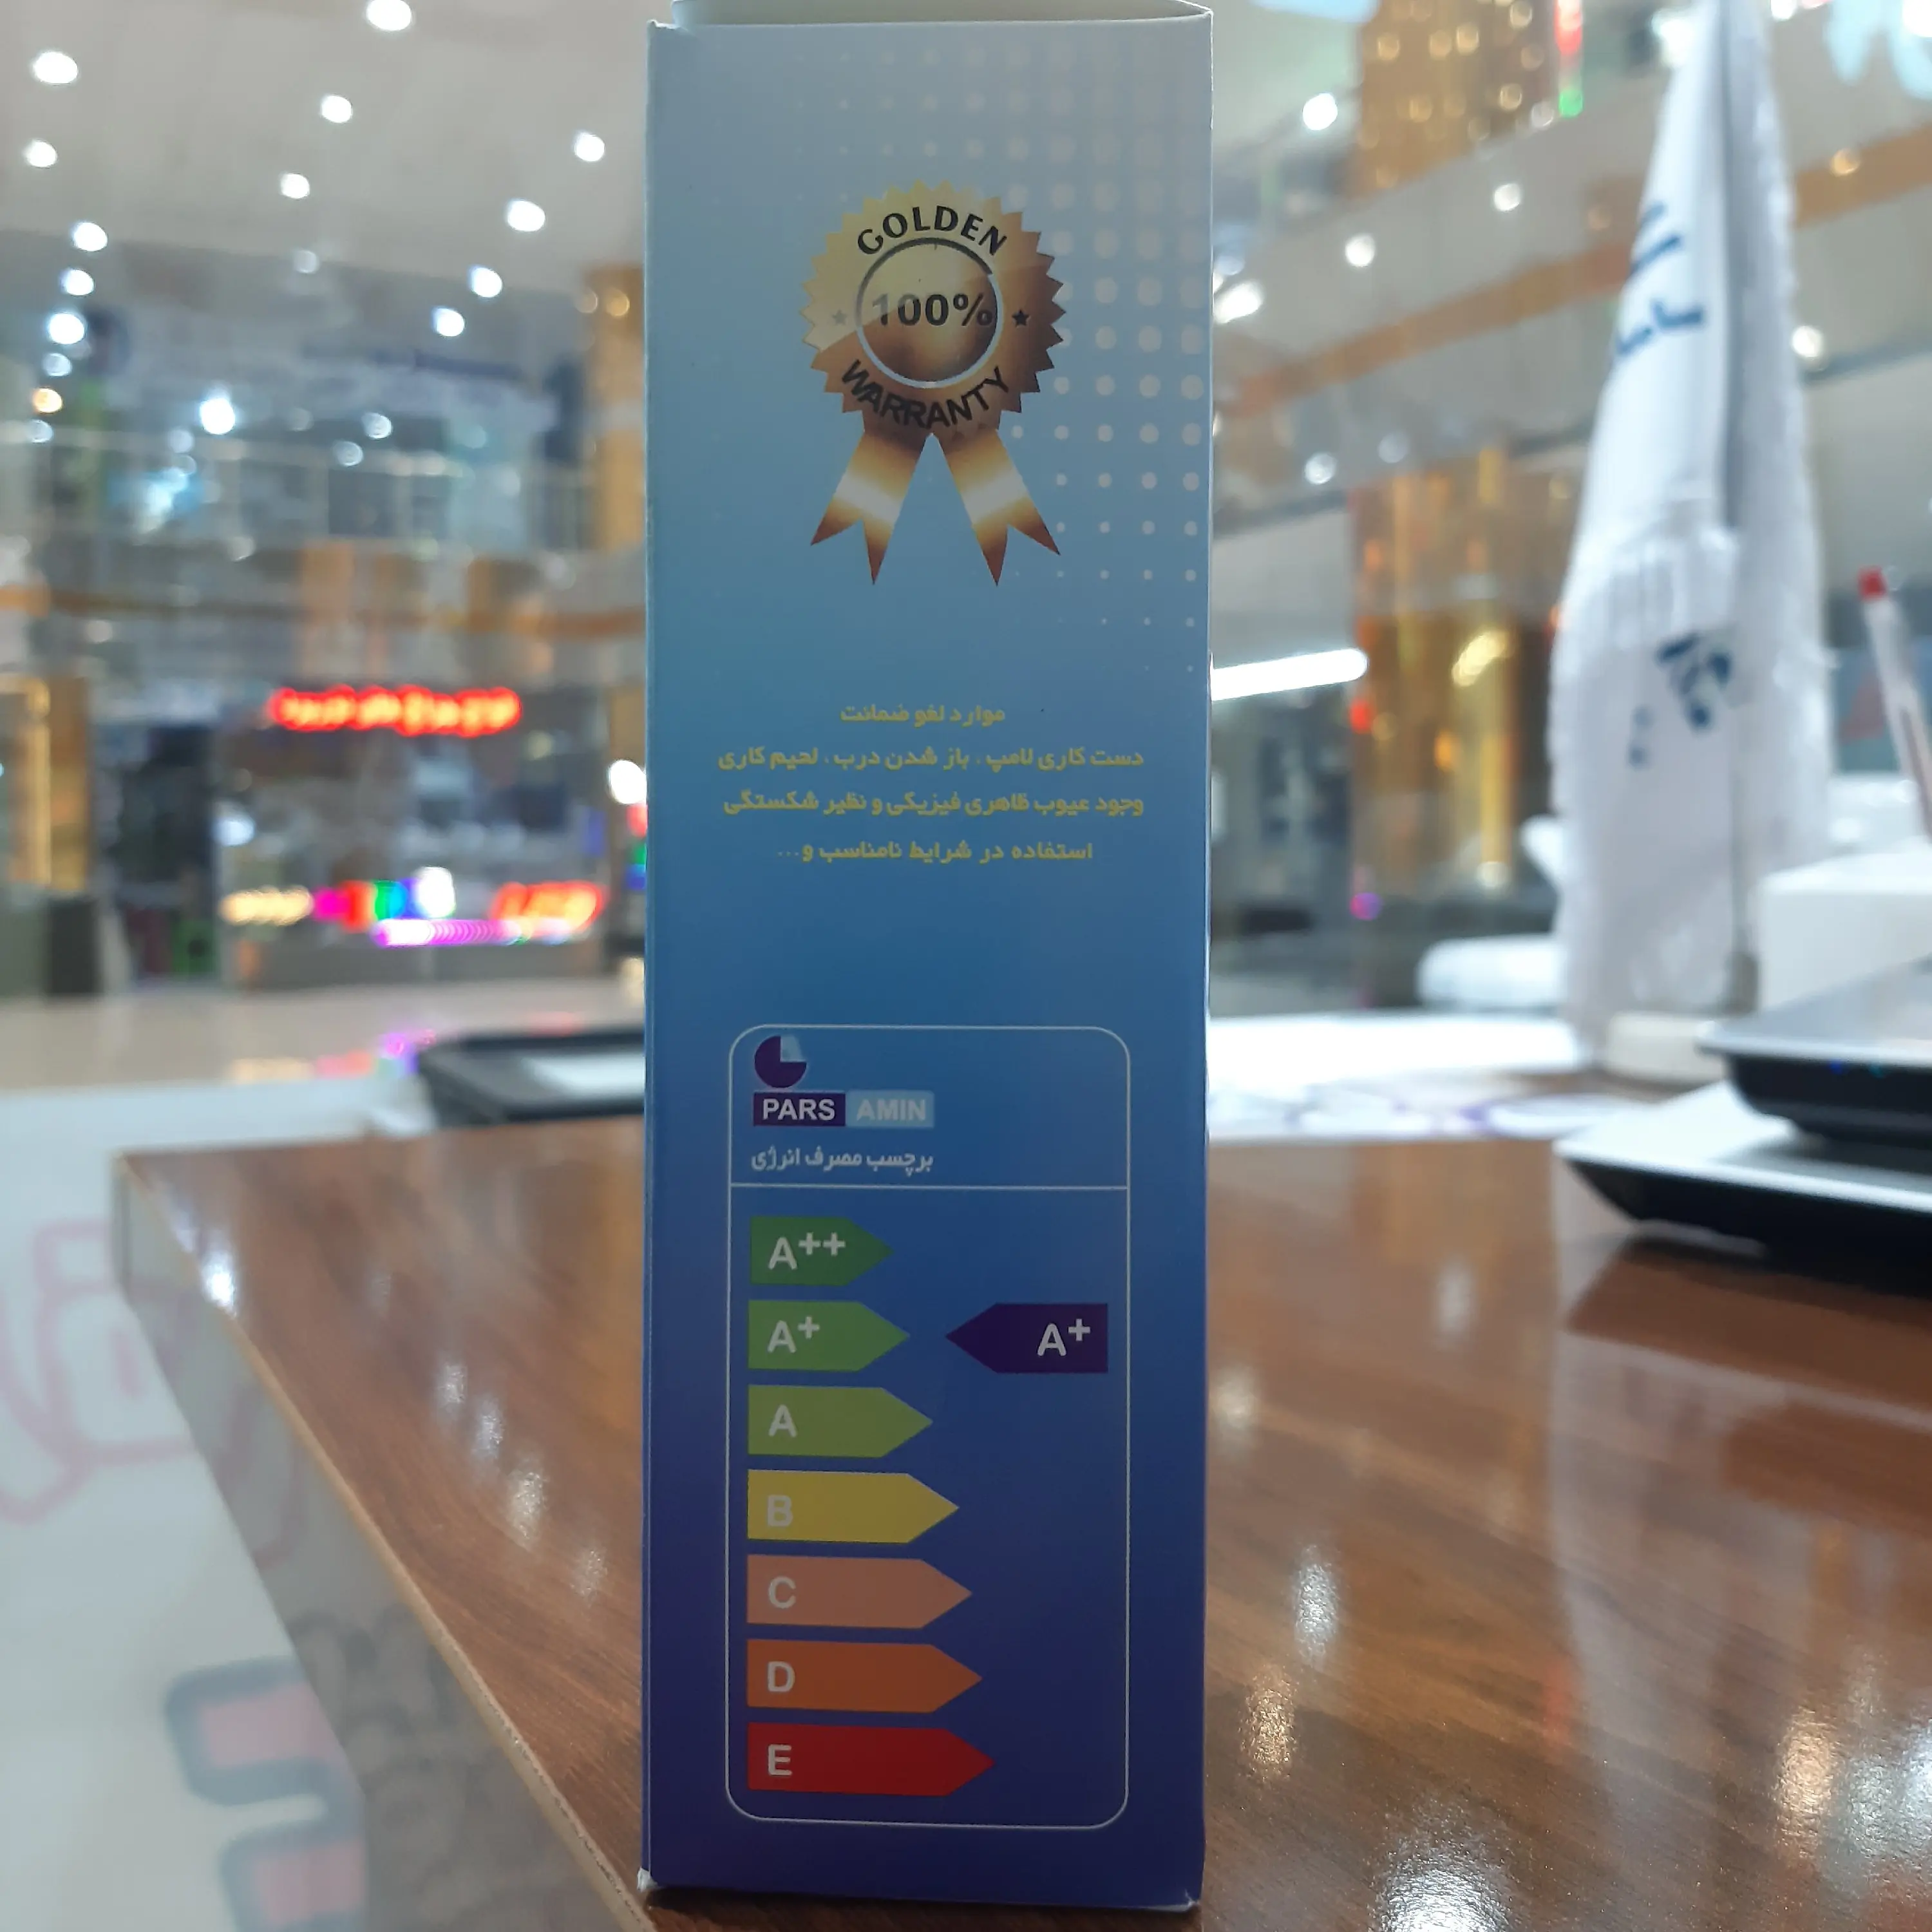 GOLDEN
100%
WARRANTY
موارد لغو ضمانت
دست کاری لامپ ، باز شدن درب ، لحیم کاری
وجود عیوب ظاهری فیزیکی و نظیر شکستگی
استفاده در شرایط نامناسب و...
PARS AMIN
برچسب مصرف انرژی
A++
A+ A+
A
B
C
D
E